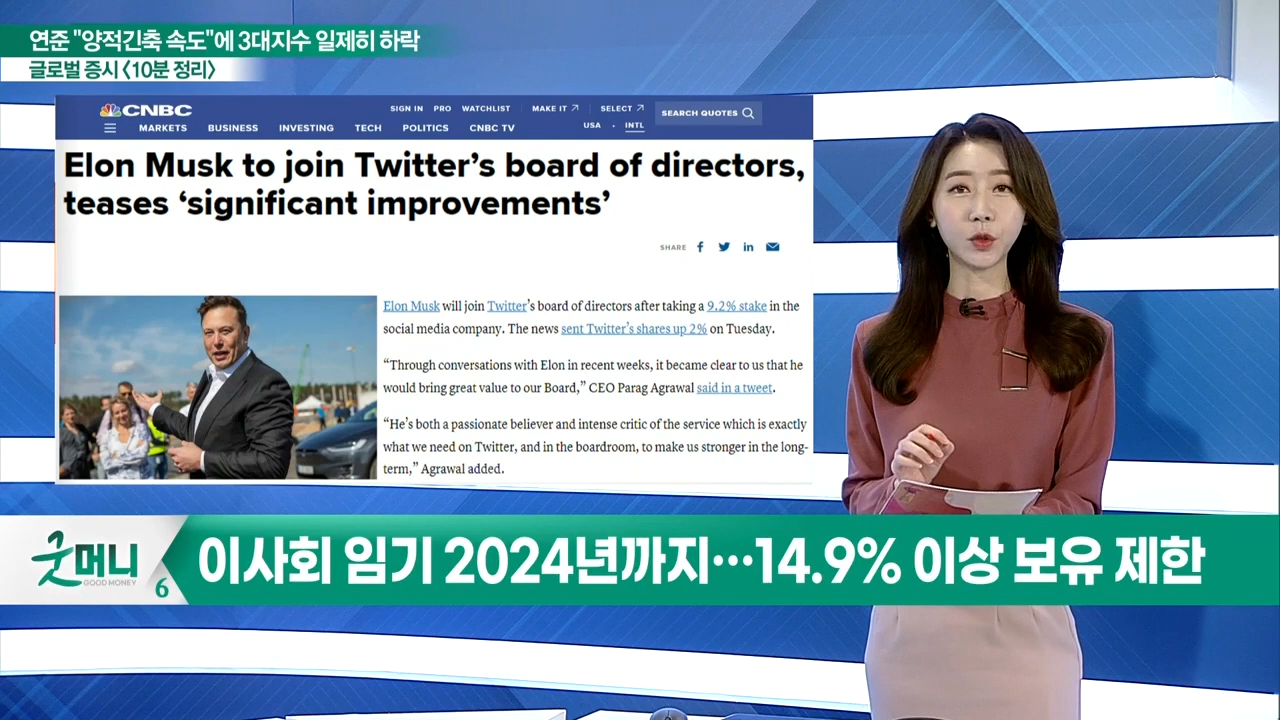 연준 "양적긴축 속도"에 3대지수 일제히 하락
글로벌 증시 <10분 정리>
CNBC
SIGN IN PRO WATCHLIST MAKE IT SELECT SEARCH QUOTES
MARKETS BUSINESS INVESTING TECH POLITICS CNBC TV USA · INTL
Elon Musk to join Twitter’s board of directors,
teases ‘significant improvements’
SHARE
Elon Musk will join Twitter’s board of directors after taking a 9.2% stake in the
social media company. The news sent Twitter’s shares up 2% on Tuesday.
“Through conversations with Elon in recent weeks, it became clear to us that he
would bring great value to our Board,” CEO Parag Agrawal said in a tweet.
“He’s both a passionate believer and intense critic of the service which is exactly
what we need on Twitter, and in the boardroom, to make us stronger in the long-
term,” Agrawal added.
굿머니
GOOD MONEY
6
이사회 임기 2024년까지…14.9% 이상 보유 제한